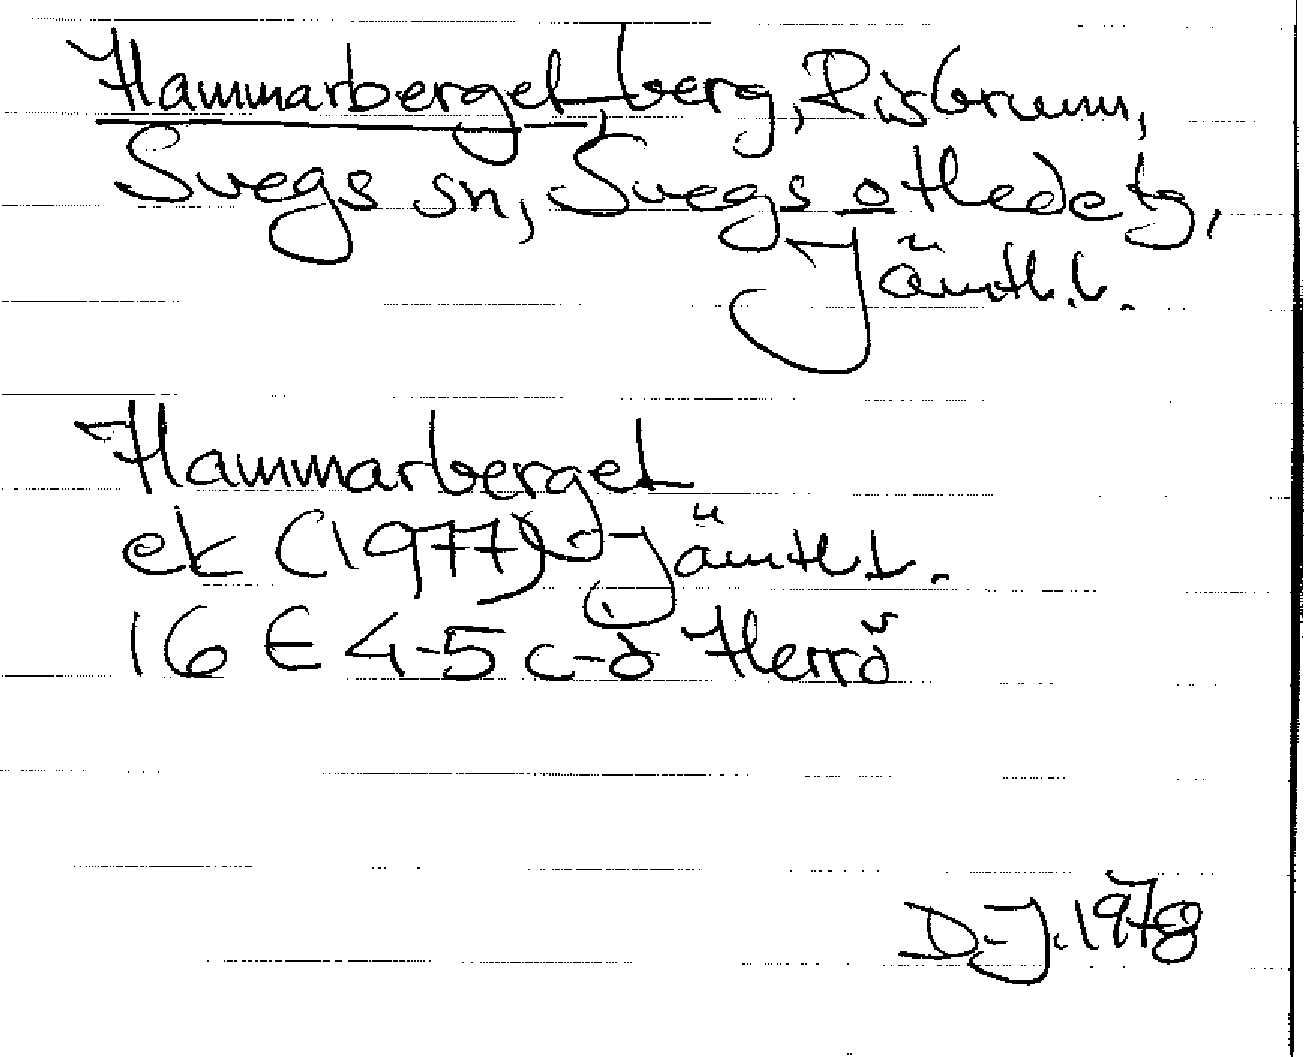 Hammarberget, berg, Risbrunn,
Svegs sn, Svegs o Hede tg,
Jämtl.l.
Hammarberget
ek (1977) Jämtl.l.
16 E 4-5 c-d Herrö
D-J. 1978